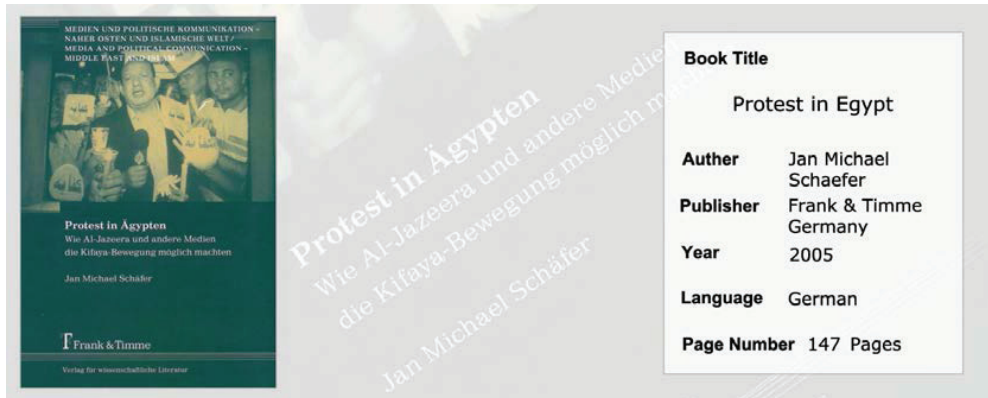 MEDIEN UND POLITISCHE KOMMUNIKATION –
NAHER OSTEN UND ISLAMISCHE WELT /
MEDIA AND POLITICAL COMMUNICATION –
MIDDLE EAST AND ISLAM
Protest in Ägypten
Wie Al-Jazeera und andere Medien
die Kifaya-Bewegung möglich machten
Jan Michael Schäfer
Frank & Timme
Verlag für wissenschaftliche Literatur
Protest in Ägypten
Wie Al-Jazeera und andere Medien
die Kifaya-Bewegung möglich
Jan Michael Schäfer
Book Title
Protest in Egypt
Auther Jan Michael
Schaefer
Publisher Frank & Timme
Germany
Year 2005
Language German
Page Number 147 Pages